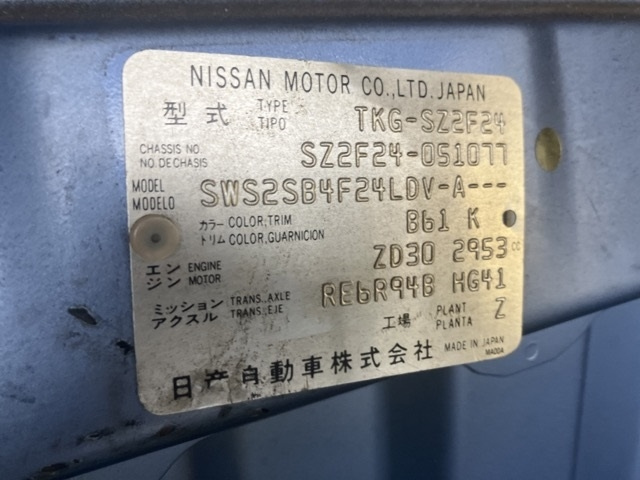 NISSAN MOTOR CO.,LTD. JAPAN
型式 TYPE TIPO TKG-SZ2F24
CHASSIS NO NO.DE CHASIS SZ2F24-051077
MODEL MODELO SWS2SB4F24LDV-A---
カラー トリム COLOR,TRIM COLOR,GUARNICION B61 K
エンジン ENGINE MOTOR ZD30 2953 cc
ミッション アクスル TRANS.,AXLE TRANS.,EJE RE6R94B HG41
工場 PLANT PLANTA Z
日产自動車株式会社 MADE IN JAPAN
MA00A